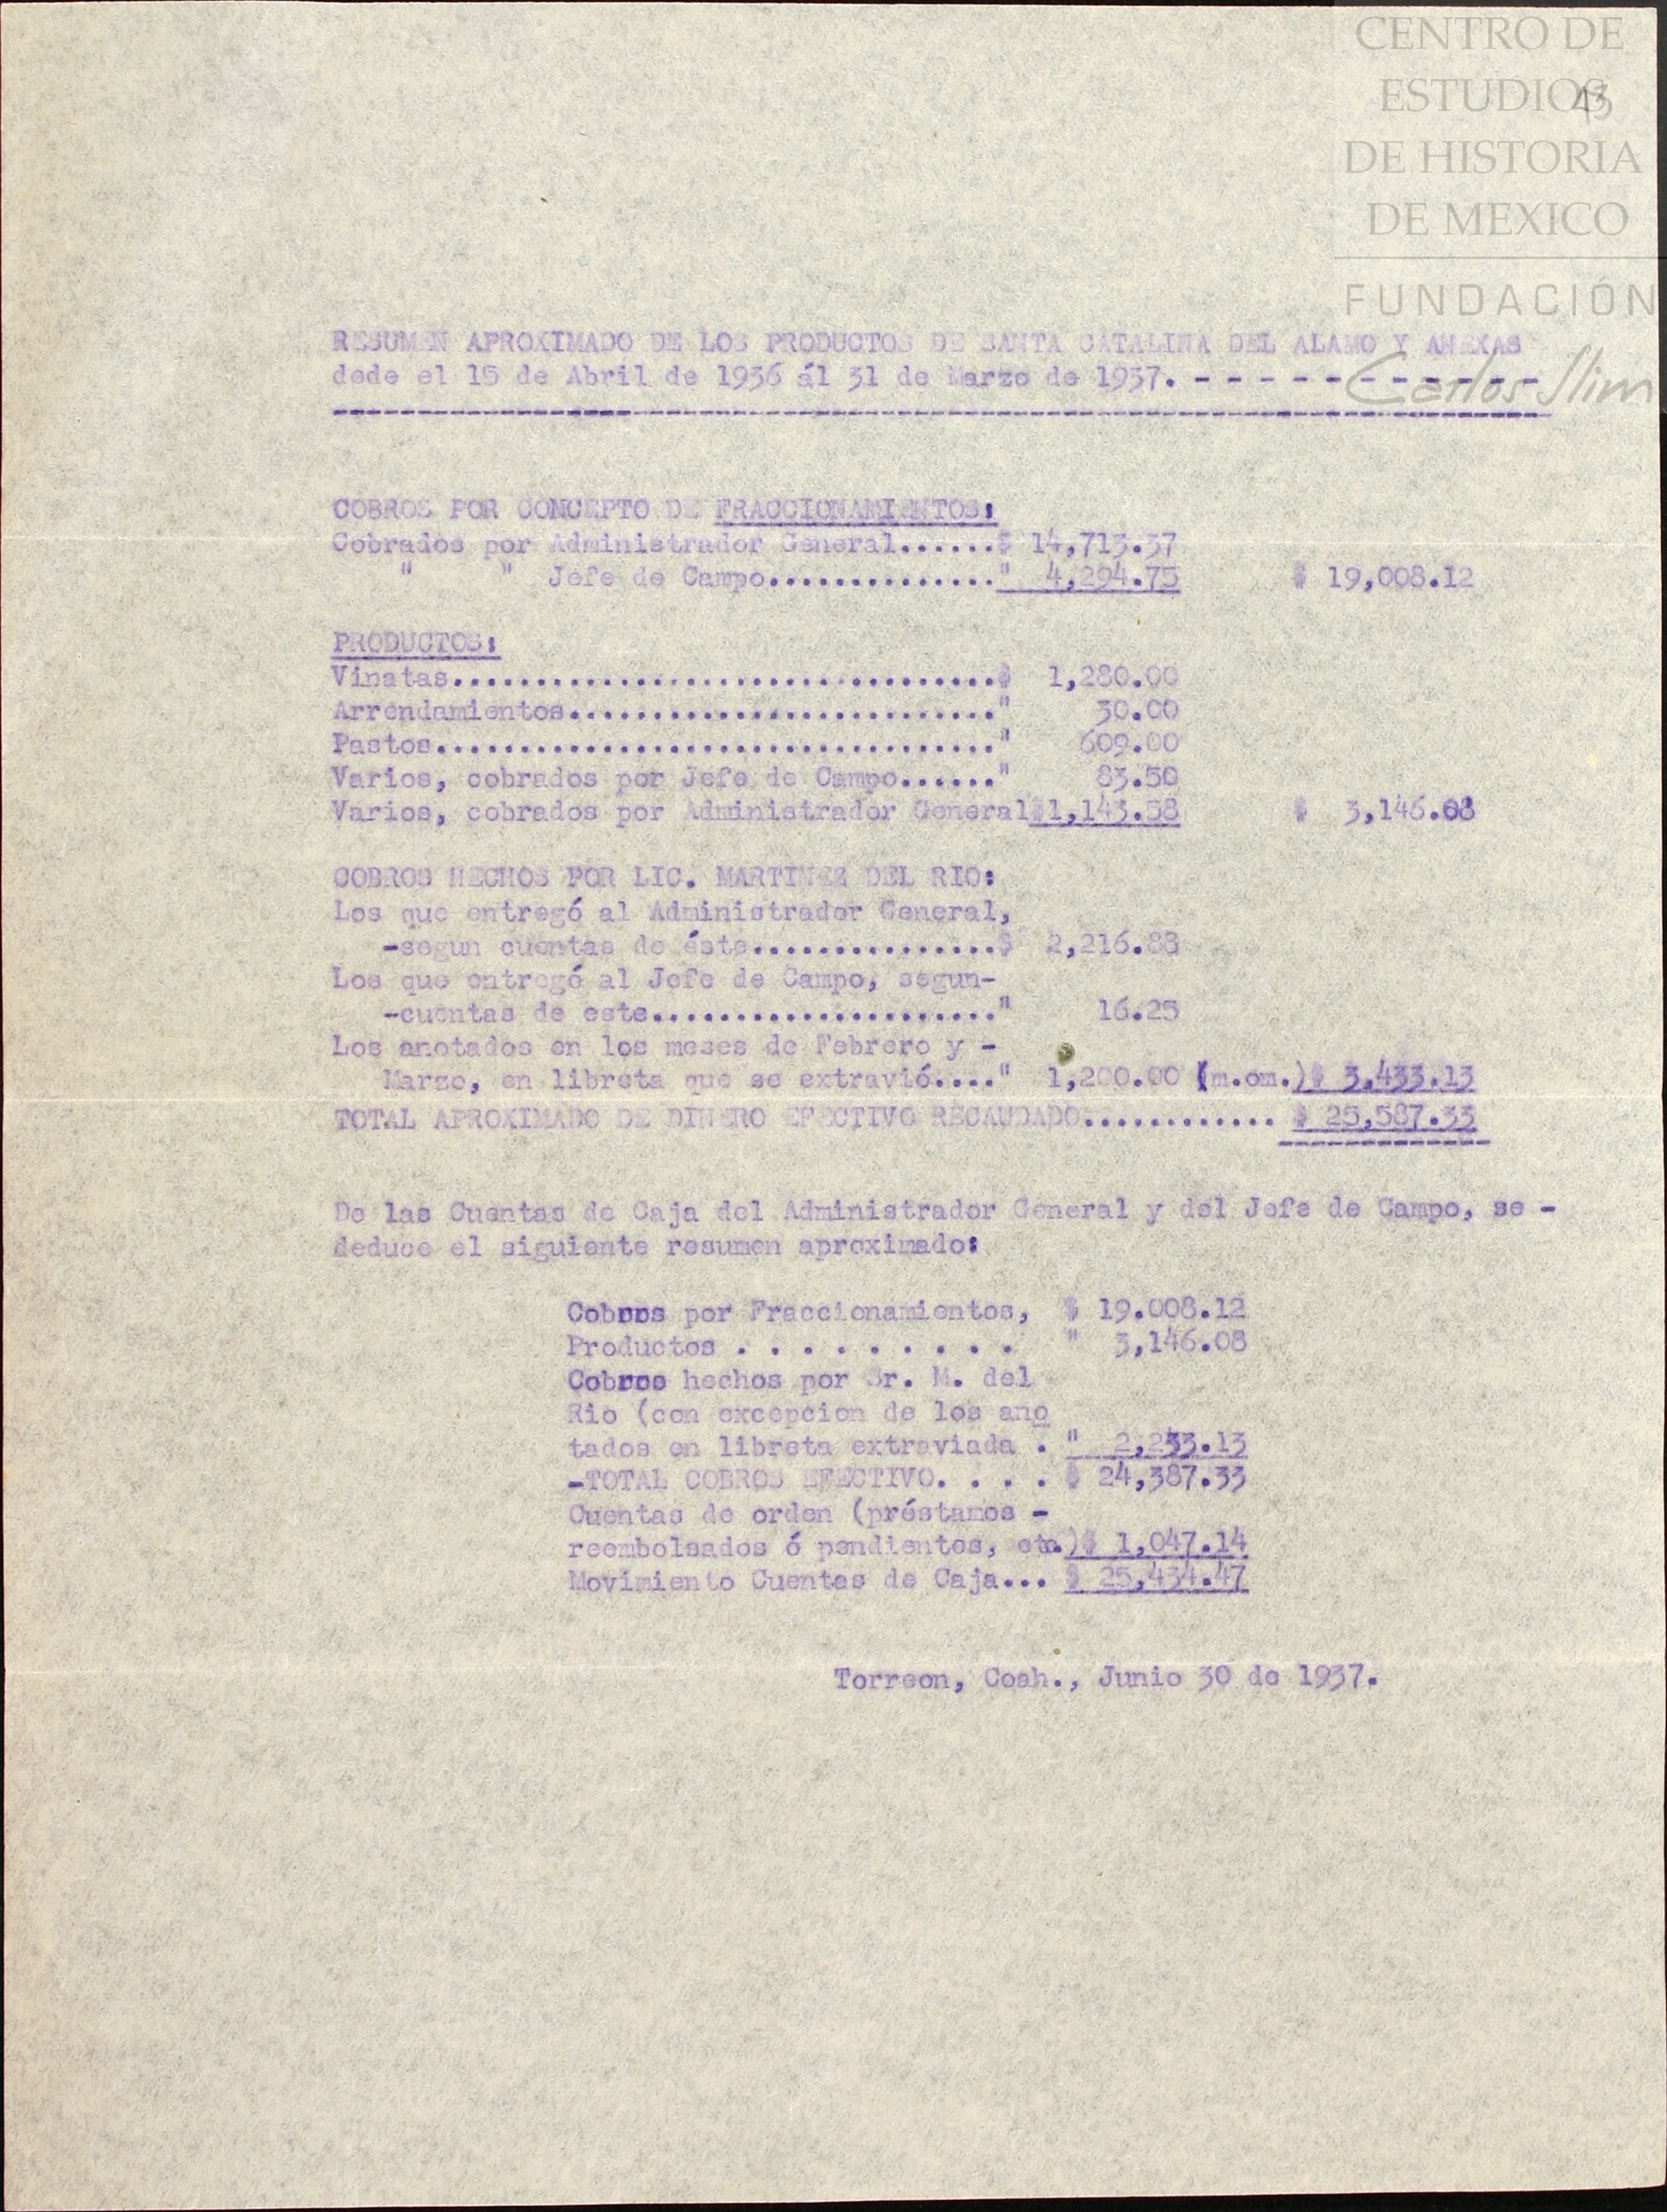 CENTRO DE
ESTUDIOS
43
DE HISTORIA
DE MEXICO
FUNDACIÓN
Carlos Slim
RESUMEN APROXIMADO DE LOS PRODUCTOS DE SANTA CATALINA DEL ALAMO Y ANEXAS
dede el 15 de Abril de 1936 ál 31 de Marzo de 1937. - - - - - - - - - - -
COBROS POR CONCEPTO DE FRACCIONAMIENTOS:
Cobrados por Administrador General......$ 14,713.37
" " Jefe de Campo.............." 4,294.75 $ 19,008.12
PRODUCTOS:
Vinatas.................................$ 1,280.00
Arrendamientos.........................." 30.00
Pastos.................................." 609.00
Varios, cobrados por Jefe de Campo......" 83.50
Varios, cobrados por Administrador General$1,143.58 $ 3,146.08
COBROS HECHOS POR LIC. MARTINEZ DEL RIO:
Los que entregó al Administrador General,
-segun cuentas de éste...............$ 2,216.88
Los que entregó al Jefe de Campo, segun-
-cuentas de este....................." 16.25
Los anotados en los meses de Febrero y -
Marzo, en libreta que se extravió...." 1,200.00 (m.om.)$ 3,433.13
TOTAL APROXIMADO DE DINERO EFECTIVO RECAUDADO............ $ 25,587.33
De las Cuentas de Caja del Administrador General y del Jefe de Campo, se -
deduce el siguiente resumen aproximado:
Cobros por Fraccionamientos, $ 19.008.12
Productos . . . . . . . . . " 3,146.08
Cobros hechos por Sr. M. del
Rio (con excepcion de los ano
tados en libreta extraviada . " 2,233.13
-TOTAL COBROS EFECTIVO. . . . $ 24,387.33
Cuentas de orden (préstamos -
reembolsados ó pendientes, etc.)$ 1,047.14
Movimiento Cuentas de Caja... $ 25,434.47
Torreon, Coah., Junio 30 de 1937.